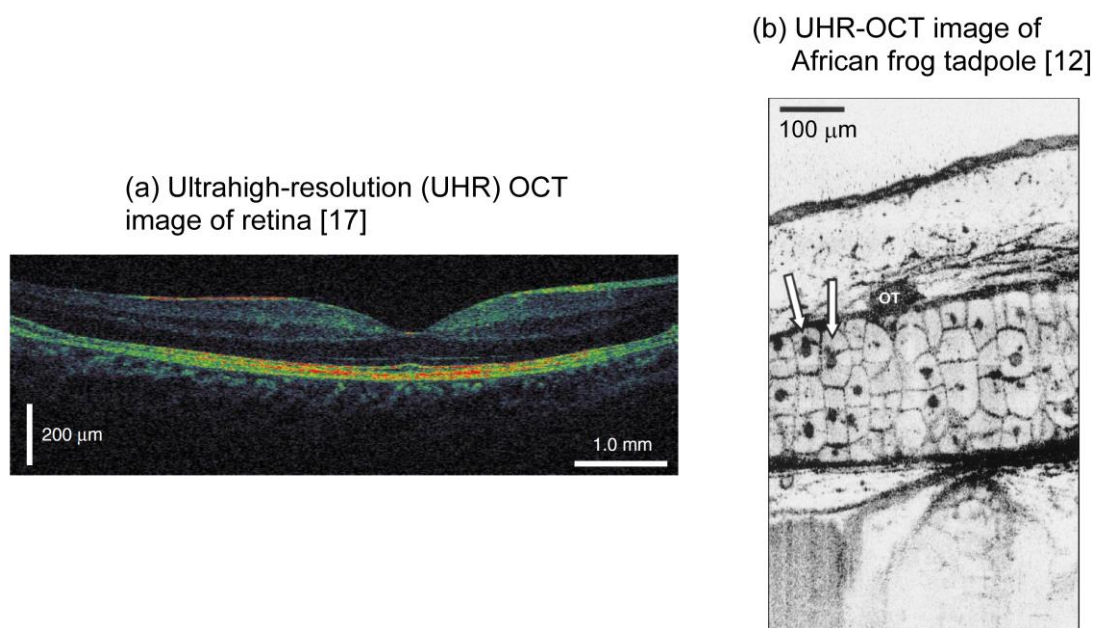 (a) Ultrahigh-resolution (UHR) OCT
image of retina [17]
200 μm
1.0 mm
(b) UHR-OCT image of
African frog tadpole [12]
100 μm
OT